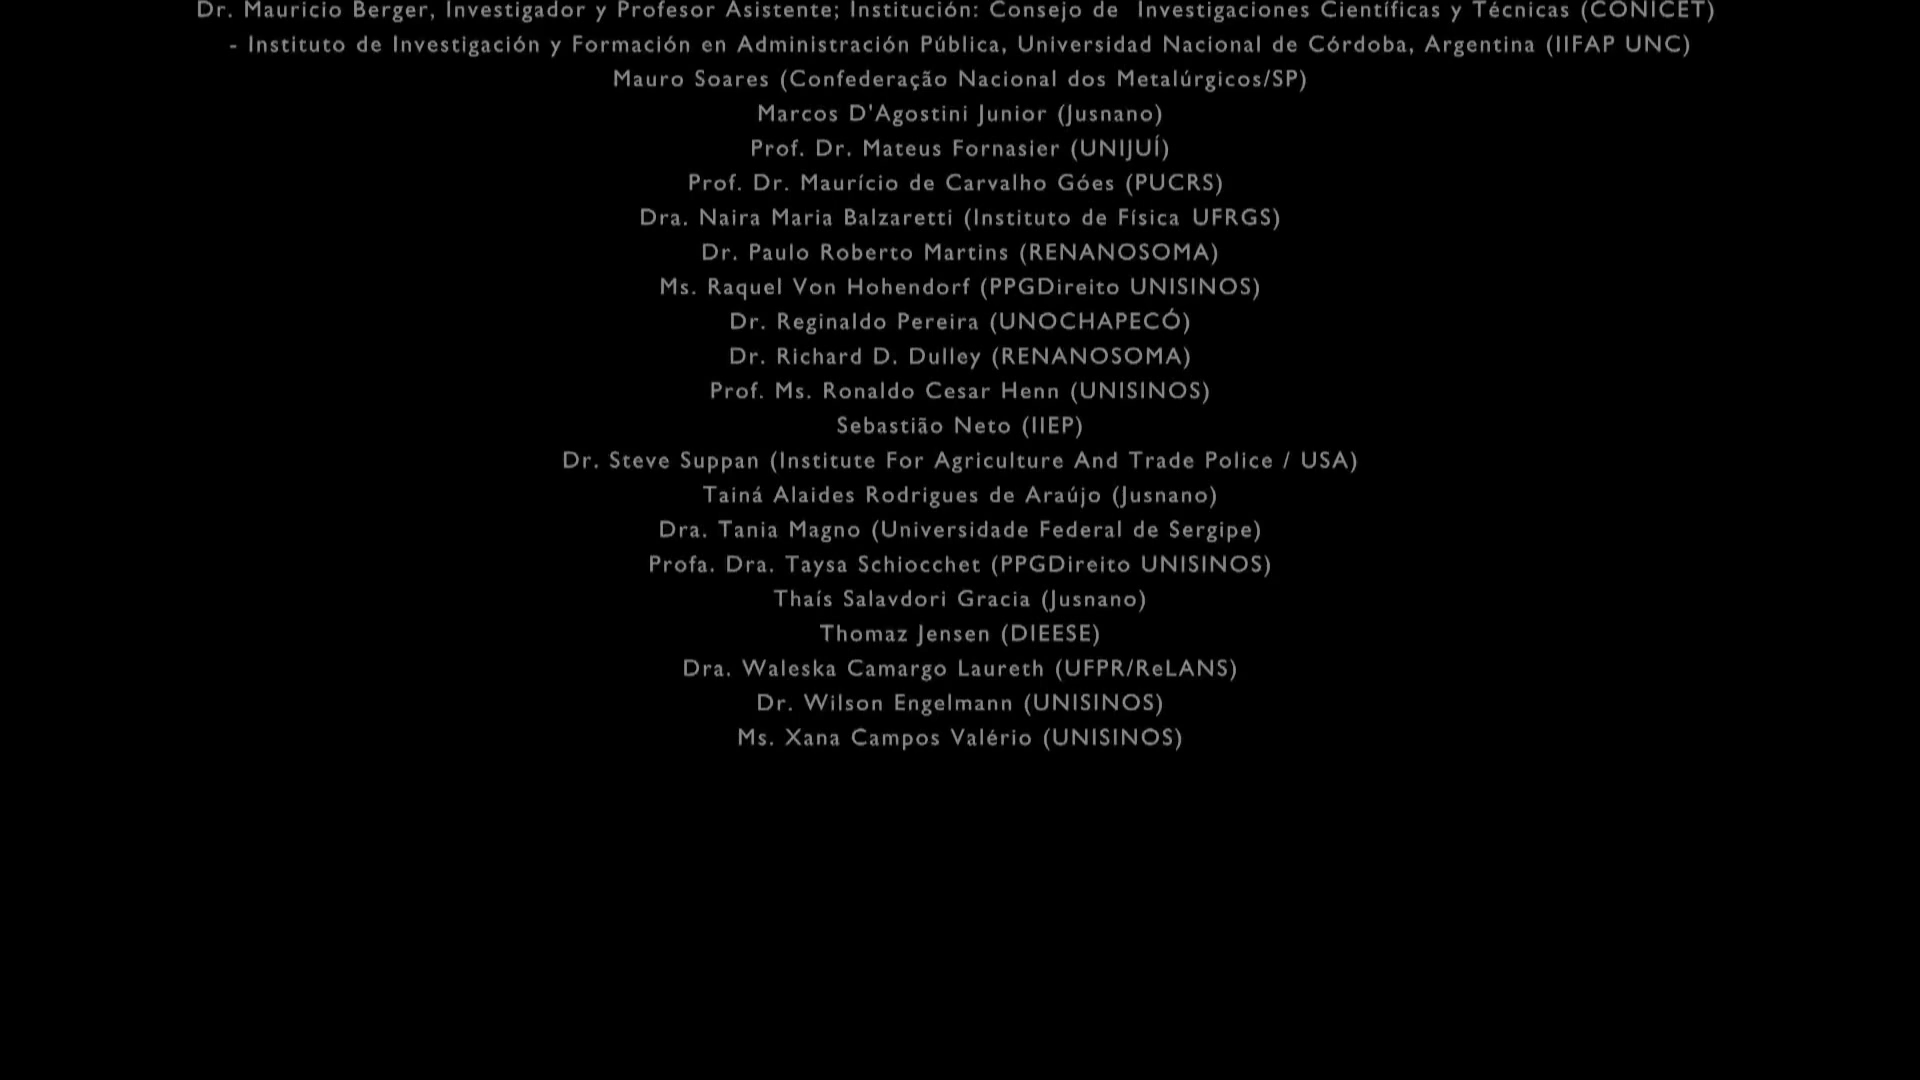 Dr. Mauricio Berger, Investigador y Profesor Asistente; Institución: Consejo de Investigaciones Científicas y Técnicas (CONICET)
- Instituto de Investigación y Formación en Administración Pública, Universidad Nacional de Córdoba, Argentina (IIFAP UNC)
Mauro Soares (Confederação Nacional dos Metalúrgicos/SP)
Marcos D'Agostini Junior (Jusnano)
Prof. Dr. Mateus Fornasier (UNIJUÍ)
Prof. Dr. Maurício de Carvalho Góes (PUCRS)
Dra. Naira Maria Balzaretti (Instituto de Física UFRGS)
Dr. Paulo Roberto Martins (RENANOSOMA)
Ms. Raquel Von Hohendorf (PPGDireito UNISINOS)
Dr. Reginaldo Pereira (UNOCHAPECÓ)
Dr. Richard D. Dulley (RENANOSOMA)
Prof. Ms. Ronaldo Cesar Henn (UNISINOS)
Sebastião Neto (IIEP)
Dr. Steve Suppan (Institute For Agriculture And Trade Police / USA)
Tainá Alaides Rodrigues de Araújo (Jusnano)
Dra. Tania Magno (Universidade Federal de Sergipe)
Profa. Dra. Taysa Schiocchet (PPGDireito UNISINOS)
Thaís Salavdori Gracia (Jusnano)
Thomaz Jensen (DIEESE)
Dra. Waleska Camargo Laureth (UFPR/ReLANS)
Dr. Wilson Engelmann (UNISINOS)
Ms. Xana Campos Valério (UNISINOS)